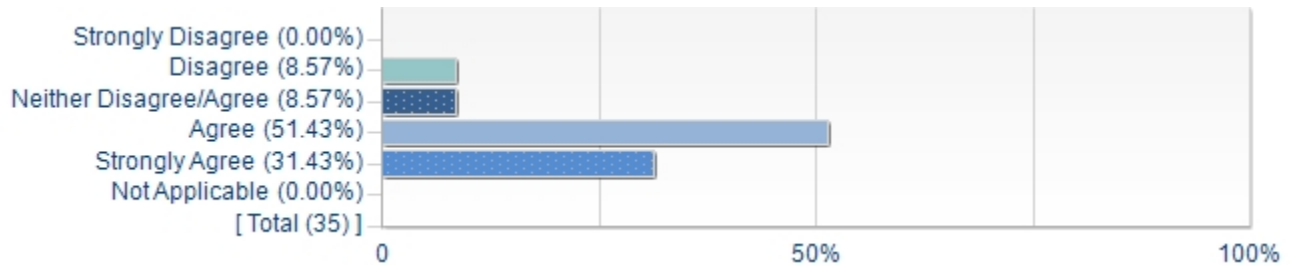 Strongly Disagree (0.00%)
Disagree (8.57%)
Neither Disagree/Agree (8.57%)
Agree (51.43%)
Strongly Agree (31.43%)
Not Applicable (0.00%)
[ Total (35) ]
0 50% 100%